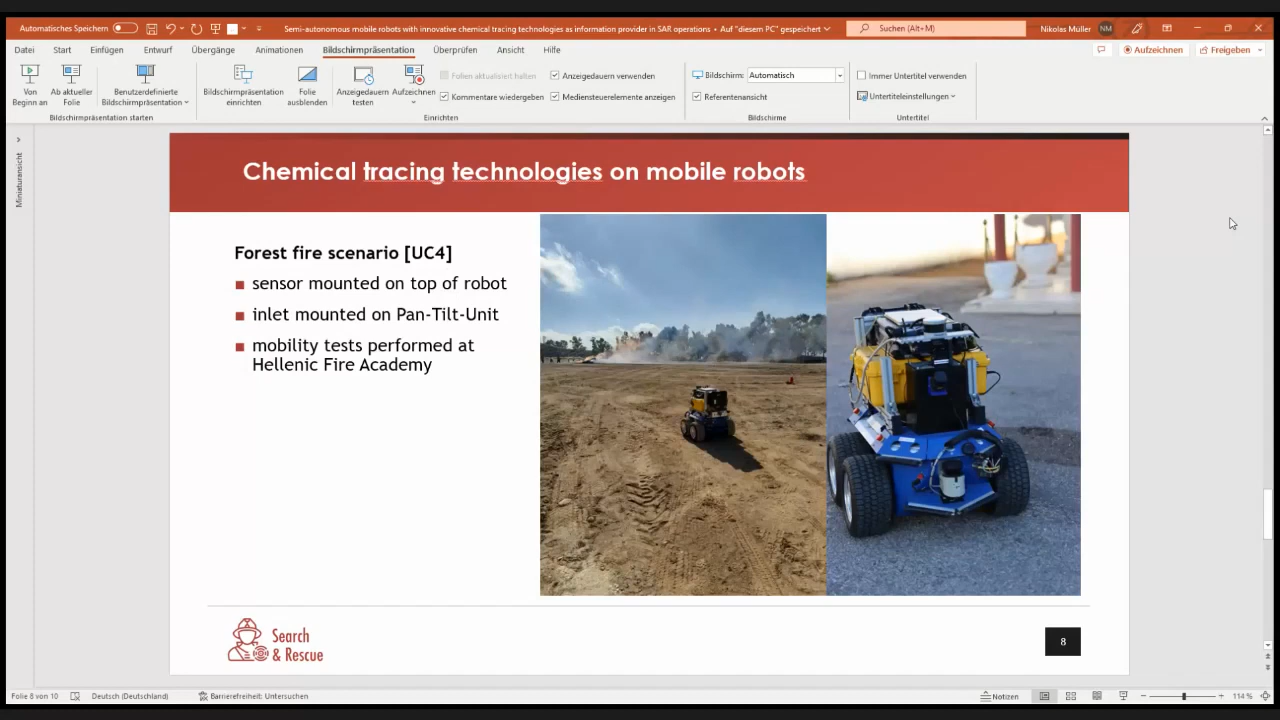 Automatisches Speichern
Semi-autonomous mobile robots with innovative chemical tracing technologies as information provider in SAR operations • Auf "diesem PC" gespeichert
Suchen (Alt+M)
Nikolas Müller
NM
Datei Start Einfügen Entwurf Übergänge Animationen Bildschirmpräsentation Überprüfen Ansicht Hilfe
Aufzeichnen
Freigeben
Von Beginn an
Ab aktueller Folie
Benutzerdefinierte Bildschirmpräsentation
Bildschirmpräsentation starten
Bildschirmpräsentation einrichten
Folie ausblenden
Anzeigedauern testen
Aufzeichnen
Folien aktualisiert halten
Kommentare wiedergeben
Anzeigedauern verwenden
Mediensteuerelemente anzeigen
Einrichten
Bildschirm: Automatisch
Referentenansicht
Bildschirme
Immer Untertitel verwenden
Untertiteleinstellungen
Untertitel
Miniaturansicht
Chemical tracing technologies on mobile robots
Forest fire scenario [UC4]
sensor mounted on top of robot
inlet mounted on Pan-Tilt-Unit
mobility tests performed at
Hellenic Fire Academy
Search
& Rescue
8
Folie 8 von 10
Deutsch (Deutschland)
Barrierefreiheit: Untersuchen
Notizen
114 %